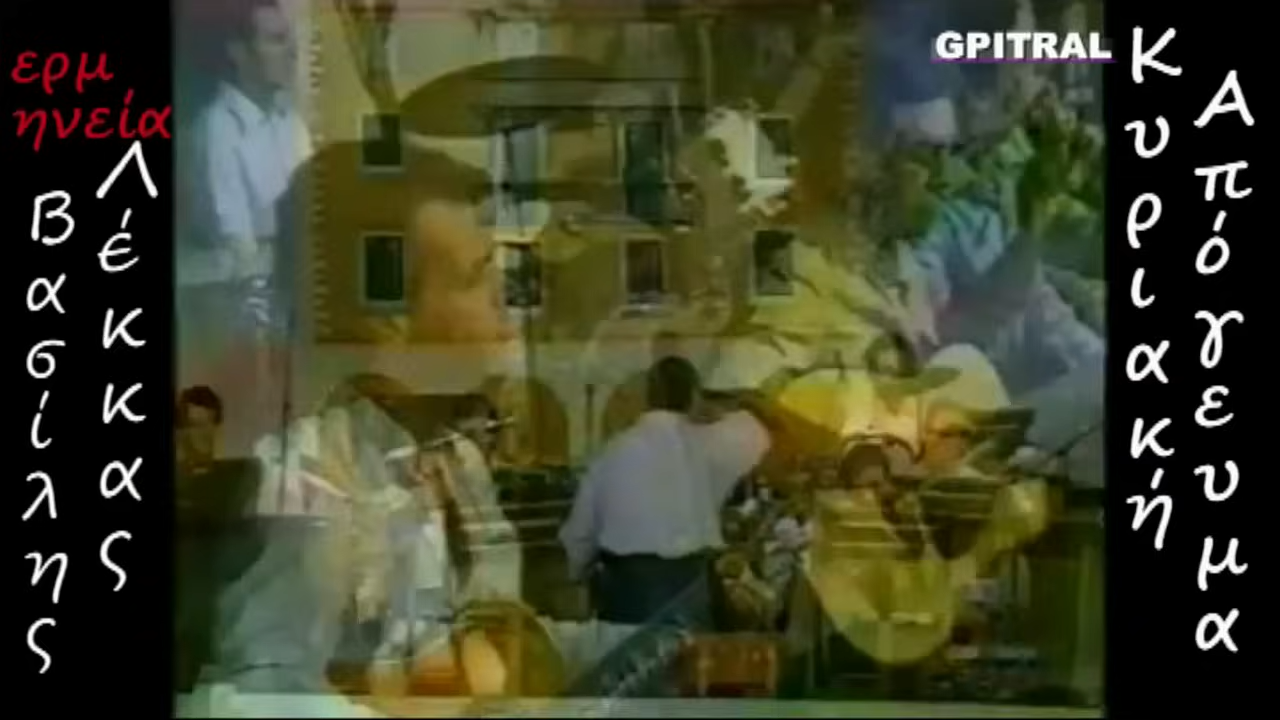 ερμ
ηνεία
Βασίλης
Λέκκας
GPITRAL
Κυριακή
Απόγευμα